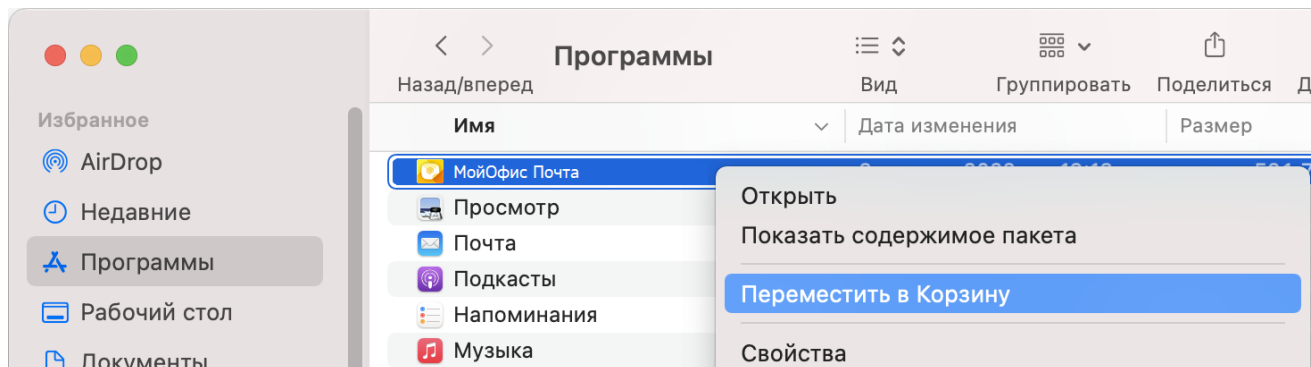 Программы
Назад/вперед
Вид
Группировать
Поделиться
Избранное
AirDrop
Недавние
Программы
Рабочий стол
Документы
Имя
Дата изменения
Размер
МойОфис Почта
Просмотр
Почта
Подкасты
Напоминания
Музыка
Открыть
Показать содержимое пакета
Переместить в Корзину
Свойства